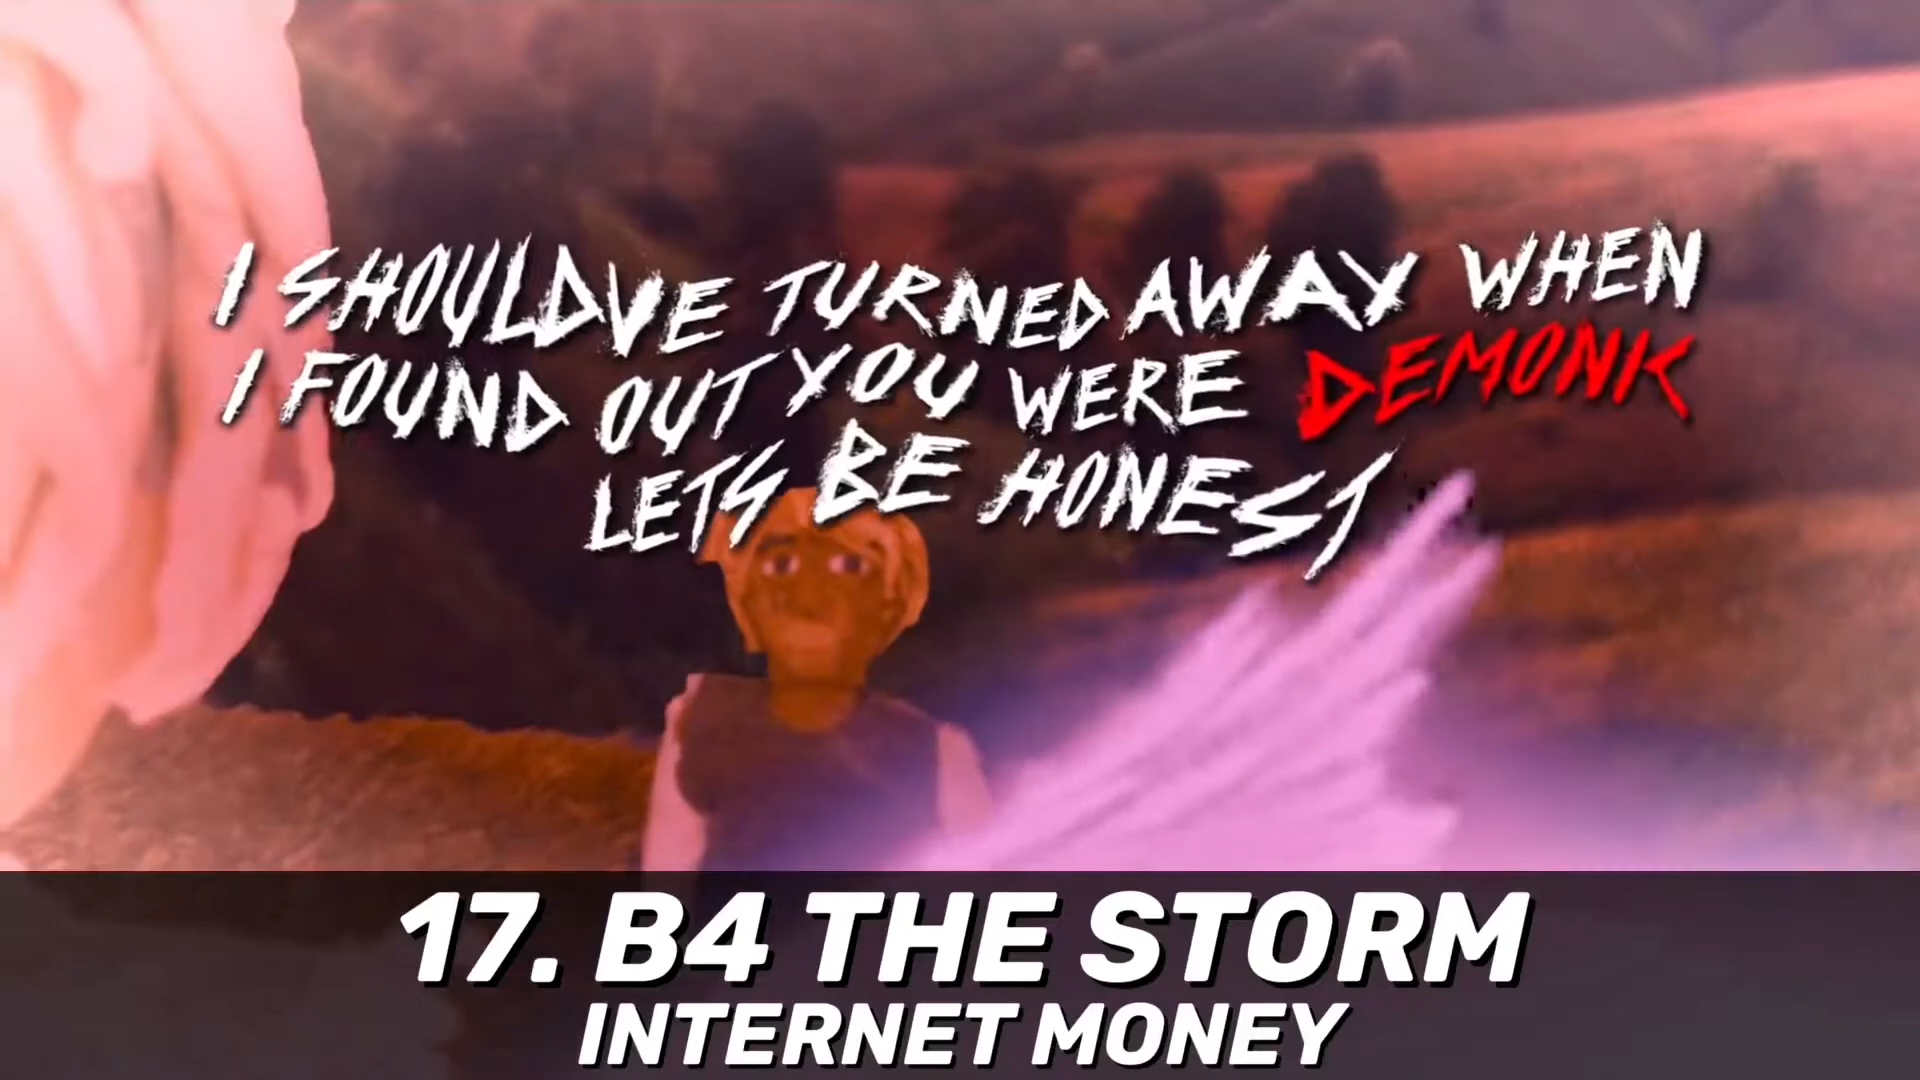 I SHOULDVE TURNED AWAY WHEN
I FOUND OUT YOU WERE DEMONIC
LETS BE HONEST
17. B4 THE STORM
INTERNET MONEY